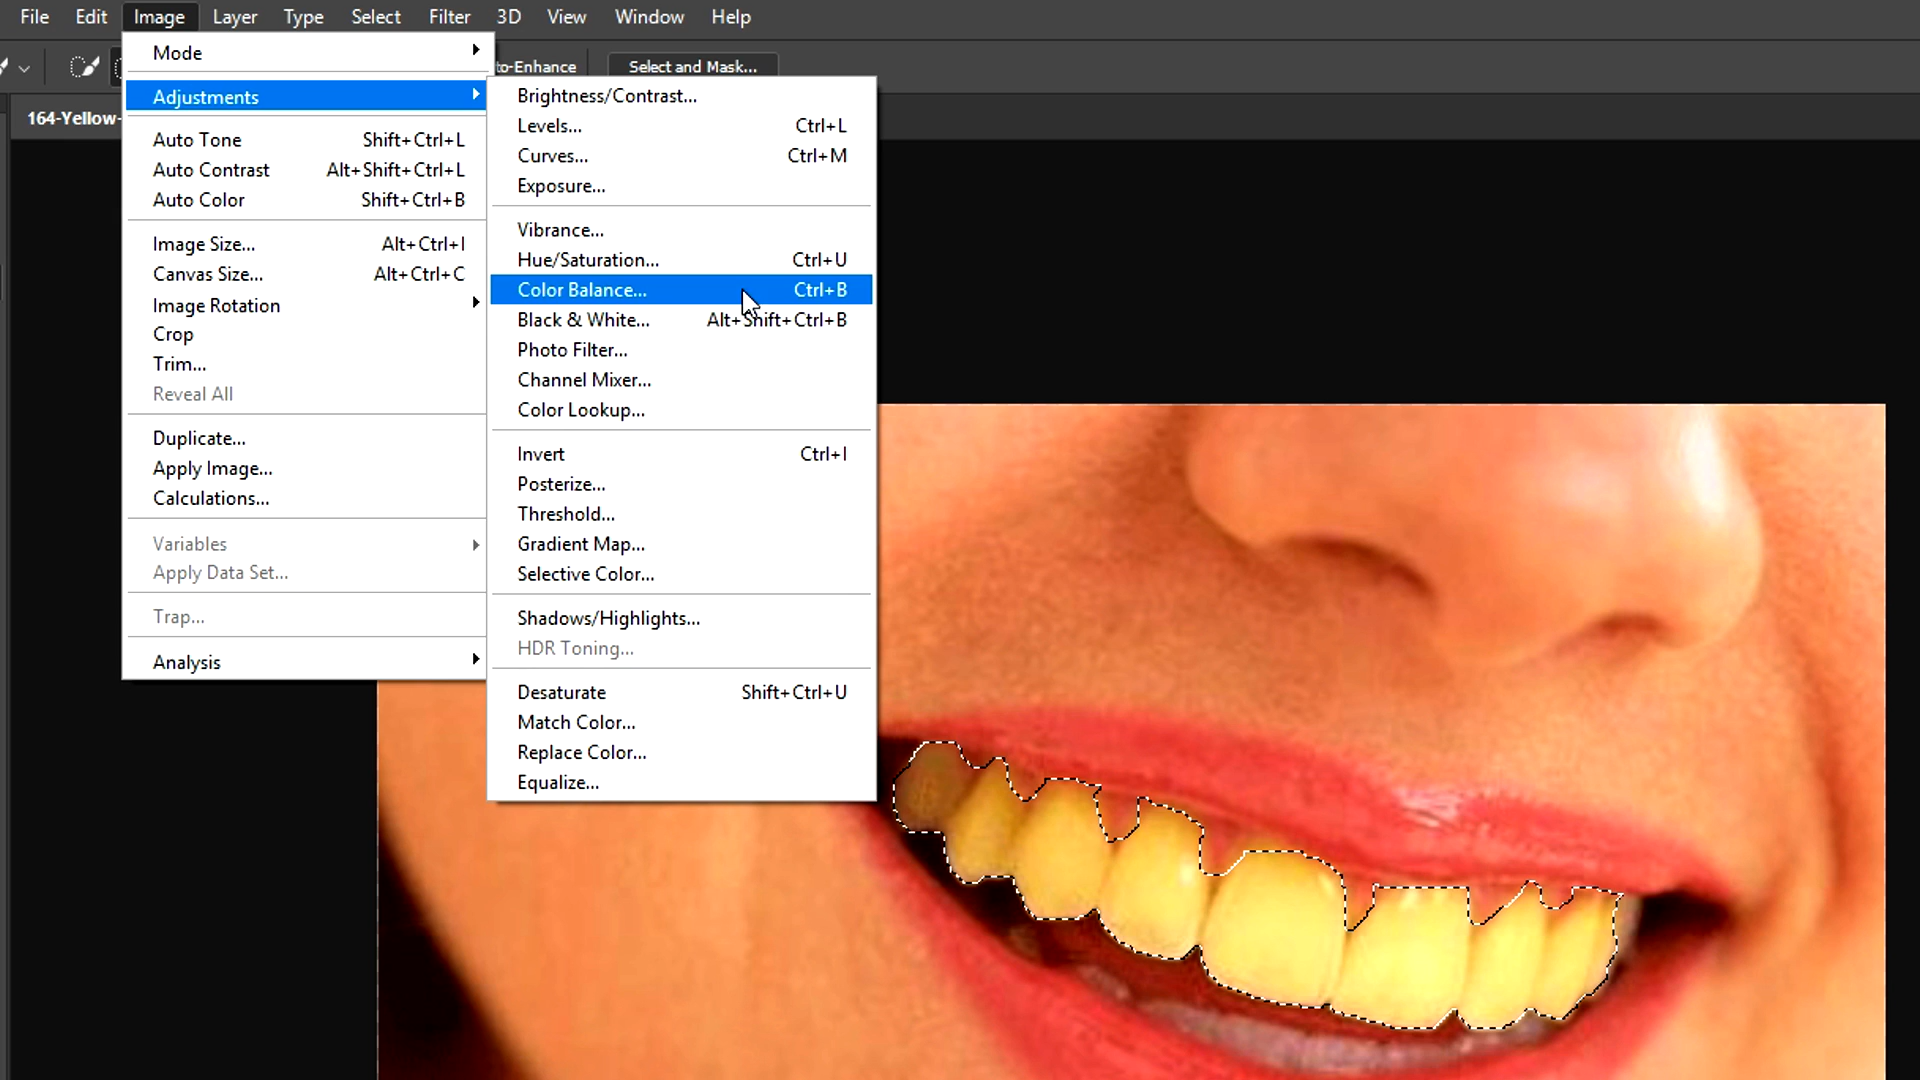 File Edit Image Layer Type Select Filter 3D View Window Help
to-Enhance Select and Mask...
164-Yellow-
Mode
Adjustments
Auto Tone Shift+Ctrl+L
Auto Contrast Alt+Shift+Ctrl+L
Auto Color Shift+Ctrl+B
Image Size... Alt+Ctrl+I
Canvas Size... Alt+Ctrl+C
Image Rotation
Crop
Trim...
Reveal All
Duplicate...
Apply Image...
Calculations...
Variables
Apply Data Set...
Trap...
Analysis
Brightness/Contrast...
Levels... Ctrl+L
Curves... Ctrl+M
Exposure...
Vibrance...
Hue/Saturation... Ctrl+U
Color Balance... Ctrl+B
Black & White... Alt+Shift+Ctrl+B
Photo Filter...
Channel Mixer...
Color Lookup...
Invert Ctrl+I
Posterize...
Threshold...
Gradient Map...
Selective Color...
Shadows/Highlights...
HDR Toning...
Desaturate Shift+Ctrl+U
Match Color...
Replace Color...
Equalize...